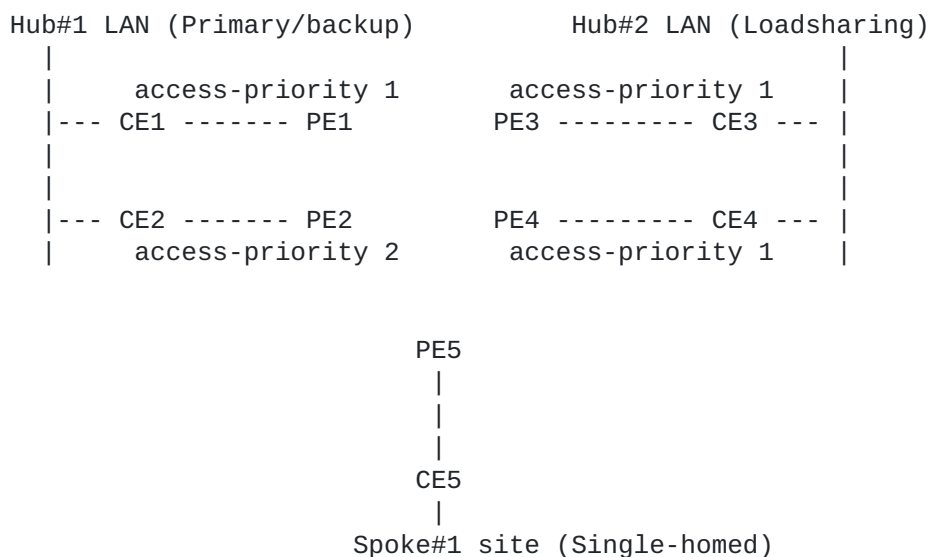 Hub#1 LAN (Primary/backup)          Hub#2 LAN (Loadsharing)
  |                                                    |
  |     access-priority 1       access-priority 1      |
  |--- CE1 ------- PE1         PE3 --------- CE3 --- |
  |                                                    |
  |                                                    |
  |--- CE2 ------- PE2         PE4 --------- CE4 --- |
  |     access-priority 2       access-priority 1      |
PE5
|
|
|
CE5
|
Spoke#1 site (Single-homed)